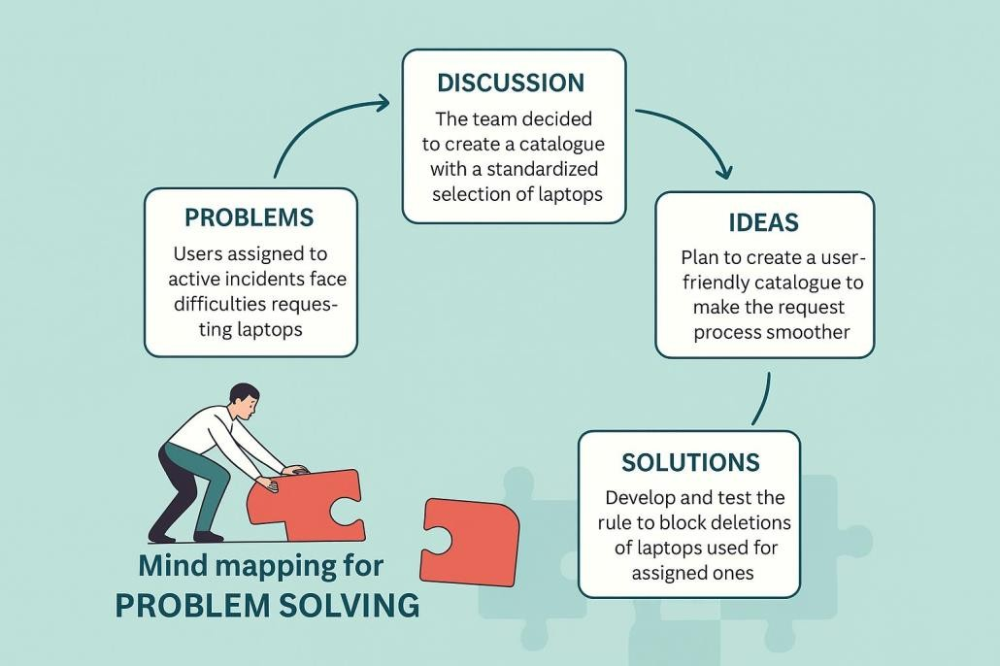 DISCUSSION
The team decided
to create a catalogue
with a standardized
selection of laptops
PROBLEMS
Users assigned to
active incidents face
difficulties reques-
ting laptops
IDEAS
Plan to create a user-
friendly catalogue to
make the request
process smoother
SOLUTIONS
Develop and test the
rule to block deletions
of laptops used for
assigned ones
Mind mapping for
PROBLEM SOLVING